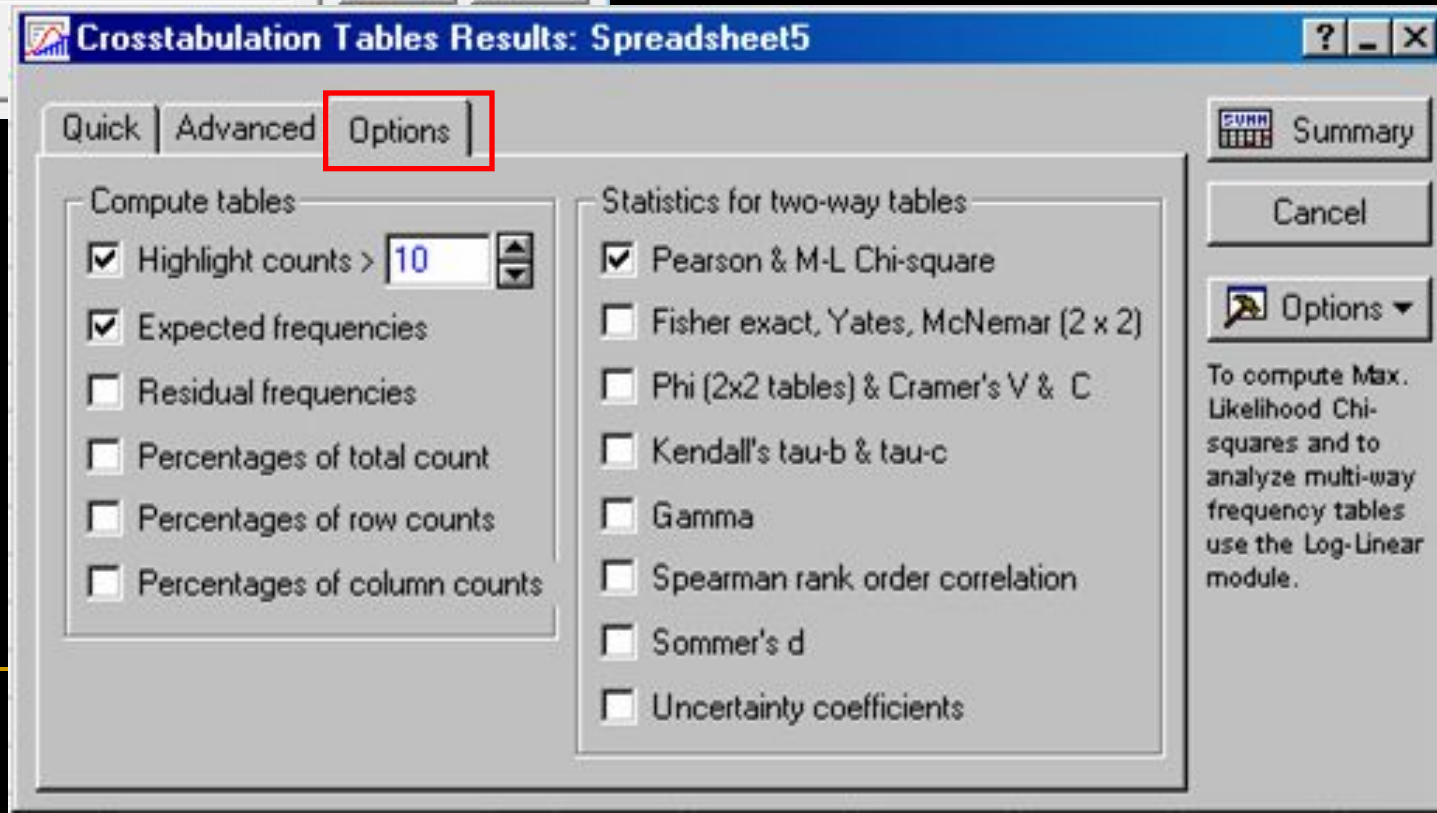 Crosstabulation Tables Results: Spreadsheet5
Quick
Advanced
Options
Compute tables
Highlight counts > 10
Expected frequencies
Residual frequencies
Percentages of total count
Percentages of row counts
Percentages of column counts
Statistics for two-way tables
Pearson & M-L Chi-square
Fisher exact, Yates, McNemar (2 x 2)
Phi (2x2 tables) & Cramer's V & C
Kendall's tau-b & tau-c
Gamma
Spearman rank order correlation
Sommer's d
Uncertainty coefficients
SUMM Summary
Cancel
Options
To compute Max.
Likelihood Chi-
squares and to
analyze multi-way
frequency tables
use the Log-Linear
module.